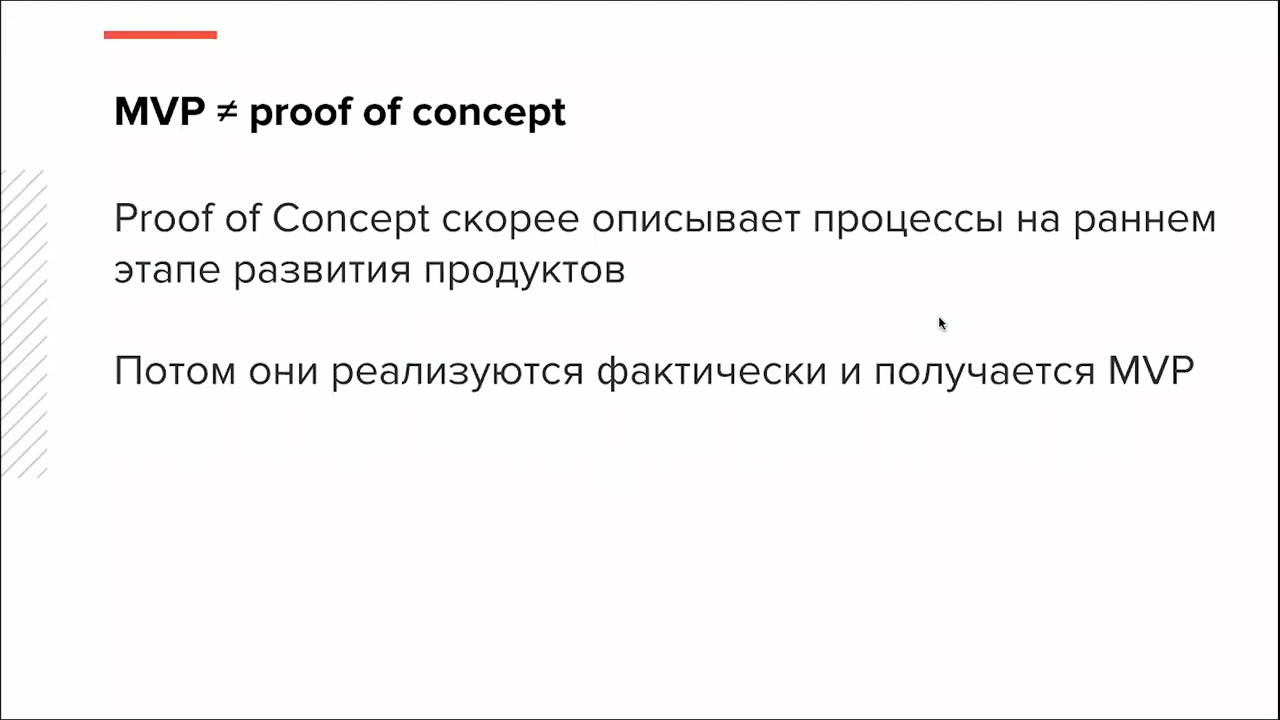 MVP ≠ proof of concept
Proof of Concept скорее описывает процессы на раннем
этапе развития продуктов
Потом они реализуются фактически и получается MVP